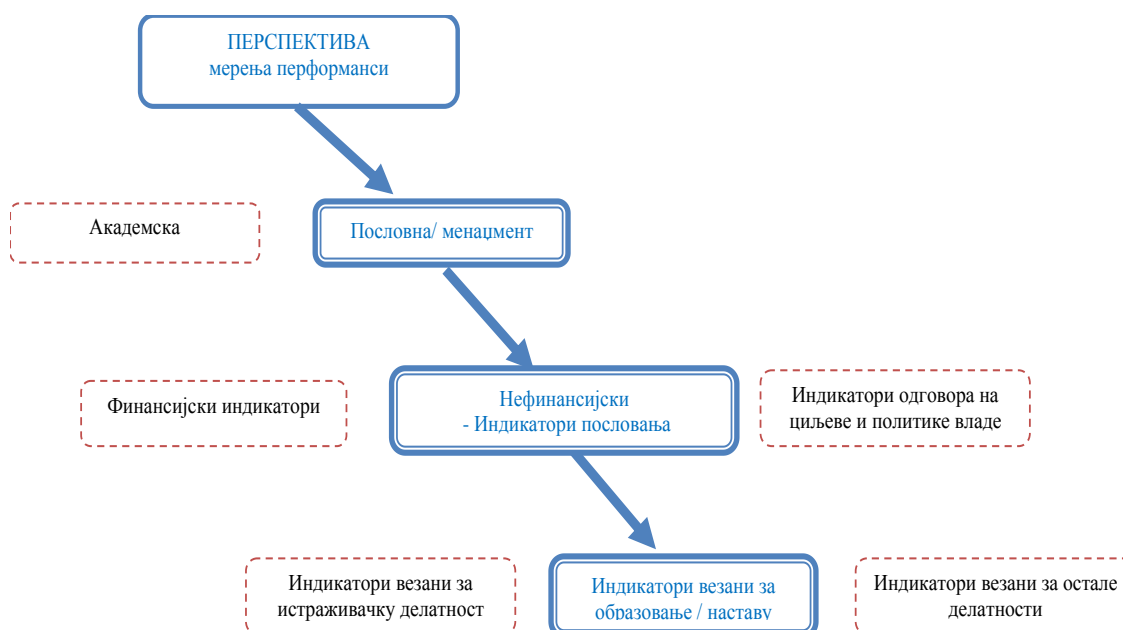 ПЕРСПЕКТИВА
мерења перформанси
Академска
Пословна/ менаџмент
Финансијски индикатори
Нефинансијски
- Индикатори пословања
Индикатори одговора на
циљеве и политике владе
Индикатори везани за
истраживачку делатност
Индикатори везани за
образовање / наставу
Индикатори везани за остале
делатности